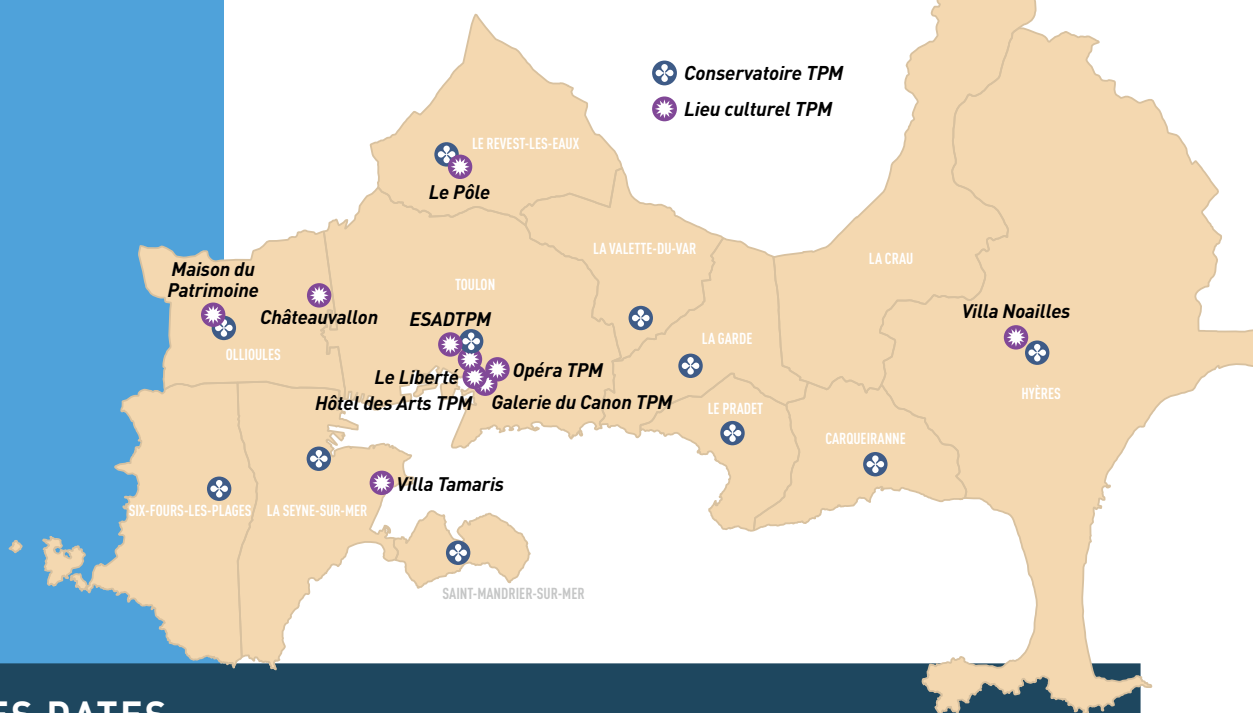 Conservatoire TPM
Lieu culturel TPM
LE REVEST-LES-EAUX
Le Pôle
LA VALETTE-DU-VAR
LA CRAU
Maison du
Patrimoine
Châteauvallon
TOULON
ESADTPM
Villa Noailles
OLLIOULES
LA GARDE
Le Liberté
Opéra TPM
Hôtel des Arts TPM
Galerie du Canon TPM
LE PRADET
HYÈRES
CARQUEIRANNE
Villa Tamaris
SIX-FOURS-LES-PLAGES
LA SEYNE-SUR-MER
SAINT-MANDRIER-SUR-MER
ES DATES